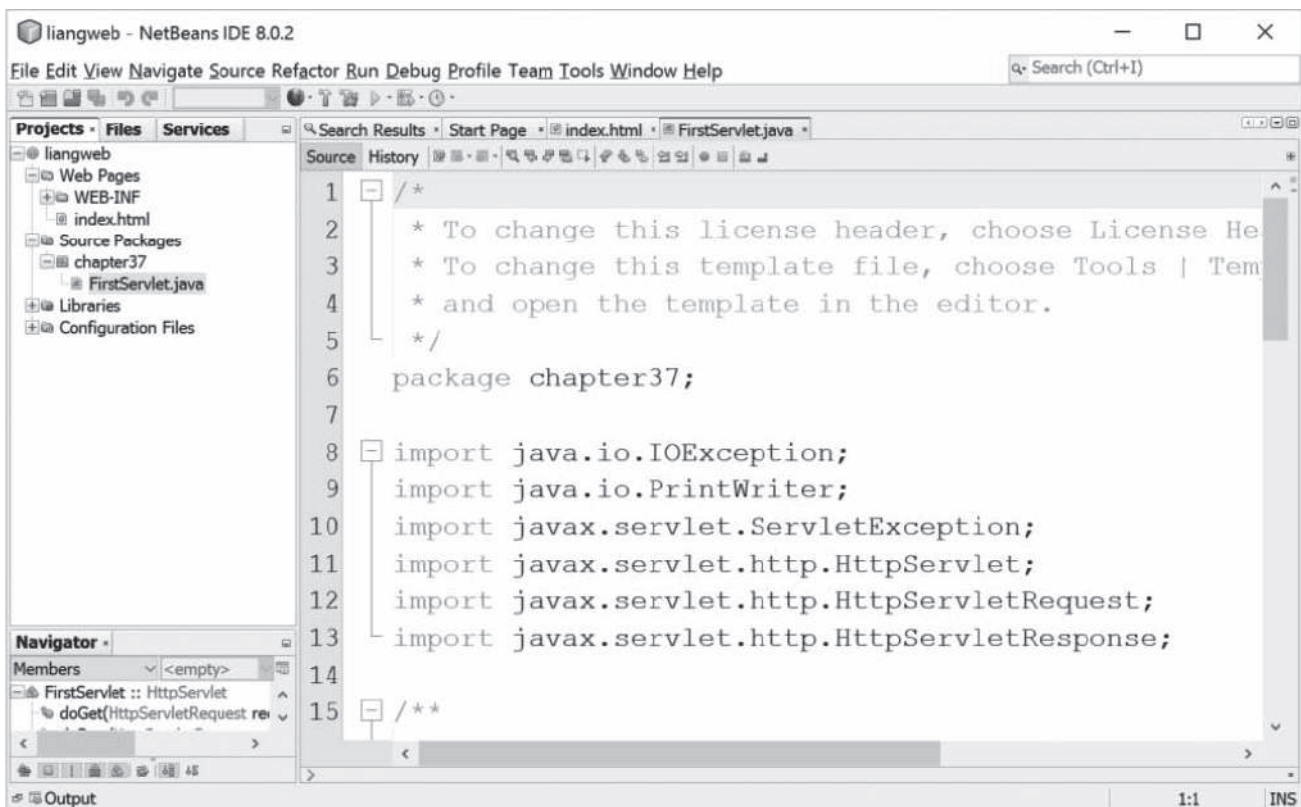 liangweb - NetBeans IDE 8.0.2
File Edit View Navigate Source Refactor Run Debug Profile Team Tools Window Help
Search (Ctrl+I)
Projects Files Services
liangweb
Web Pages
WEB-INF
index.html
Source Packages
chapter37
FirstServlet.java
Libraries
Configuration Files
Navigator
Members <empty>
FirstServlet :: HttpServlet
doGet(HttpServletRequest re
Search Results Start Page index.html FirstServlet.java
Source History
1 /*
2 * To change this license header, choose License He
3 * To change this template file, choose Tools | Tem
4 * and open the template in the editor.
5 */
6 package chapter37;
7
8 import java.io.IOException;
9 import java.io.PrintWriter;
10 import javax.servlet.ServletException;
11 import javax.servlet.http.HttpServlet;
12 import javax.servlet.http.HttpServletRequest;
13 import javax.servlet.http.HttpServletResponse;
14
15 /**
Output
1:1 INS